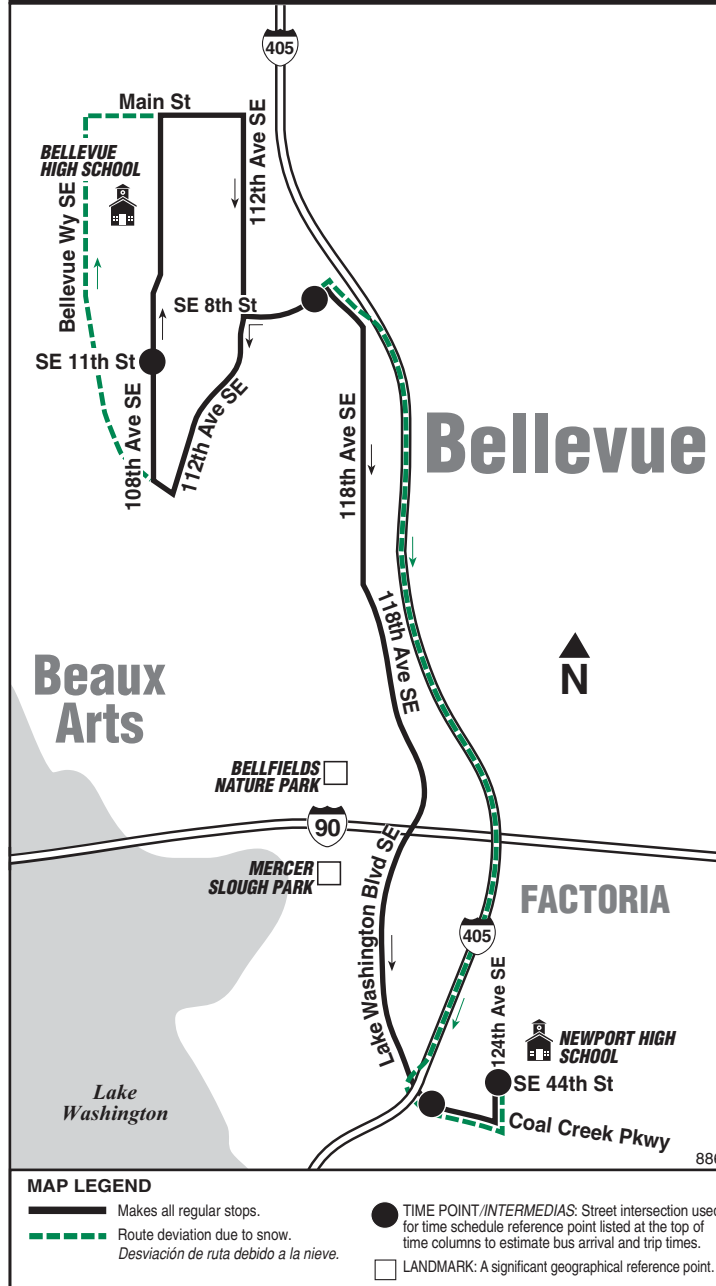 405
Main St
BELLEVUE
HIGH SCHOOL
112th Ave SE
Bellevue Wy SE
SE 8th St
SE 11th St
108th Ave SE
112th Ave SE
118th Ave SE
Bellevue
118th Ave SE
N
Beaux
Arts
BELLFIELDS
NATURE PARK
90
MERCER
SLOUGH PARK
Lake Washington Blvd SE
FACTORIA
405
124th Ave SE
NEWPORT HIGH
SCHOOL
SE 44th St
Lake
Washington
Coal Creek Pkwy
886
MAP LEGEND
Makes all regular stops.
Route deviation due to snow.
Desviación de ruta debido a la nieve.
TIME POINT/INTERMEDIAS: Street intersection used
for time schedule reference point listed at the top of
time columns to estimate bus arrival and trip times.
LANDMARK: A significant geographical reference point.